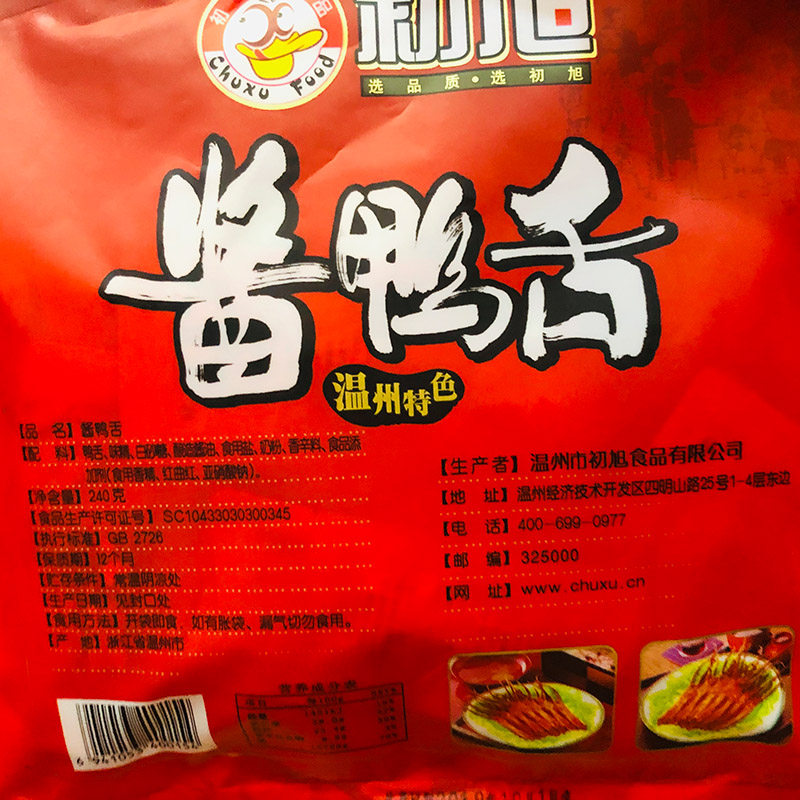 初 品
Chuxu Food
初旭
选品质·选初旭
酱鸭舌
温州特色
【品 名】酱鸭舌
【配 料】鸭舌、味精、白砂糖、酿造酱油、食用盐、奶粉、香辛料、食品添
加剂(食用香精、红曲红、亚硝酸钠)。
【净含量】240克
【食品生产许可证号】SC10433030300345
【执行标准】GB 2726
【保质期】12个月
【贮存条件】常温阴凉处
【生产日期】见封口处
【食用方法】开袋即食，如有胀袋、漏气切勿食用。
【产 地】浙江省温州市
【生产者】温州市初旭食品有限公司
【地 址】温州经济技术开发区四明山路25号1-4层东边
【电 话】400-699-0977
【邮 编】325000
【网 址】www.chuxu.cn
营养成分表